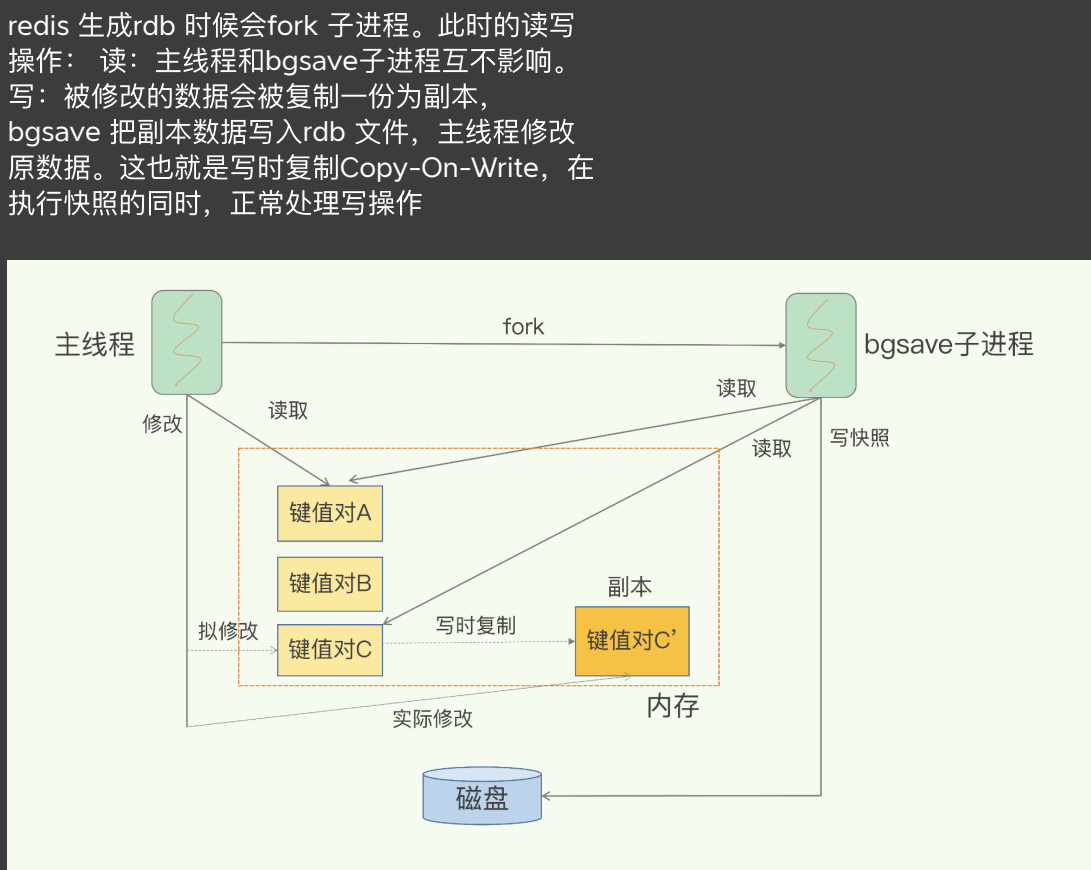 redis 生成rdb 时候会fork 子进程。此时的读写
操作： 读：主线程和bgsave子进程互不影响。
写：被修改的数据会被复制一份为副本，
bgsave 把副本数据写入rdb 文件，主线程修改
原数据。这也就是写时复制Copy-On-Write，在
执行快照的同时，正常处理写操作
fork
主线程
bgsave子进程
读取
修改
读取
读取
写快照
键值对A
键值对B
副本
拟修改
写时复制
键值对C
键值对C’
内存
实际修改
磁盘